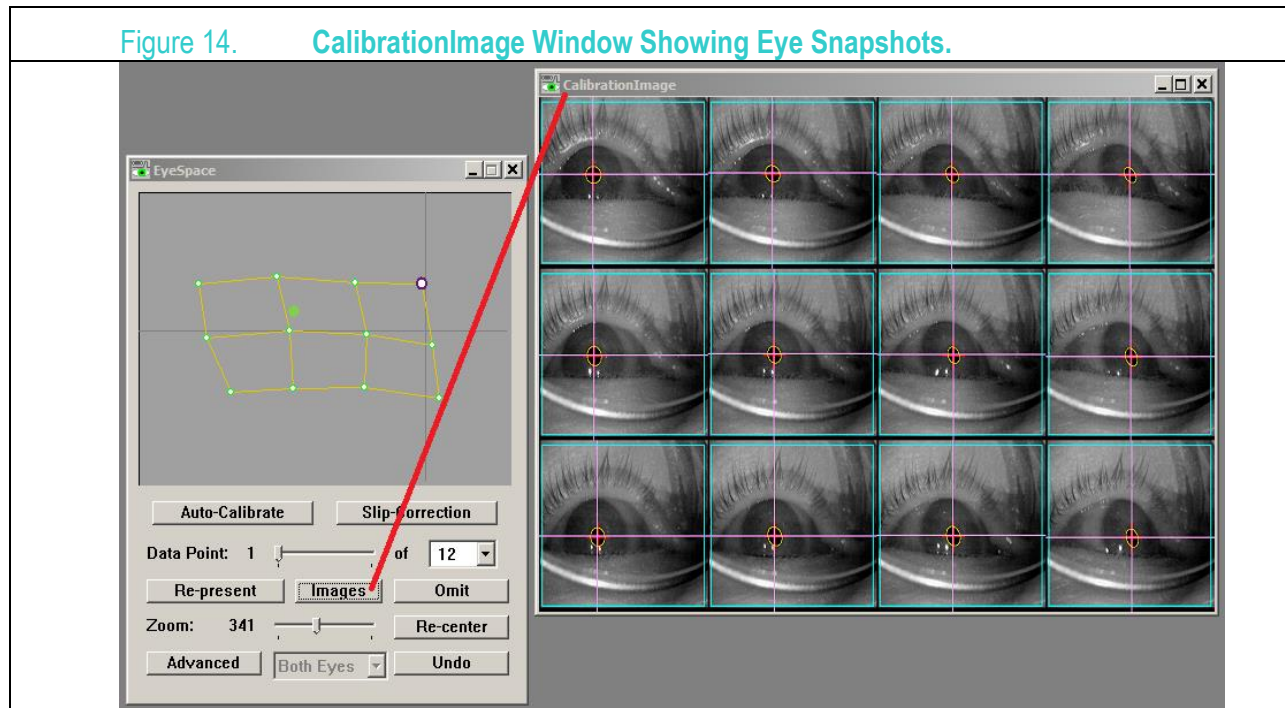 Figure 14. CalibrationImage Window Showing Eye Snapshots.
CalibrationImage
EyeSpace
Auto-Calibrate Slip-Correction
Data Point: 1 of 12
Re-present Images Omit
Zoom: 341 Re-center
Advanced Both Eyes Undo